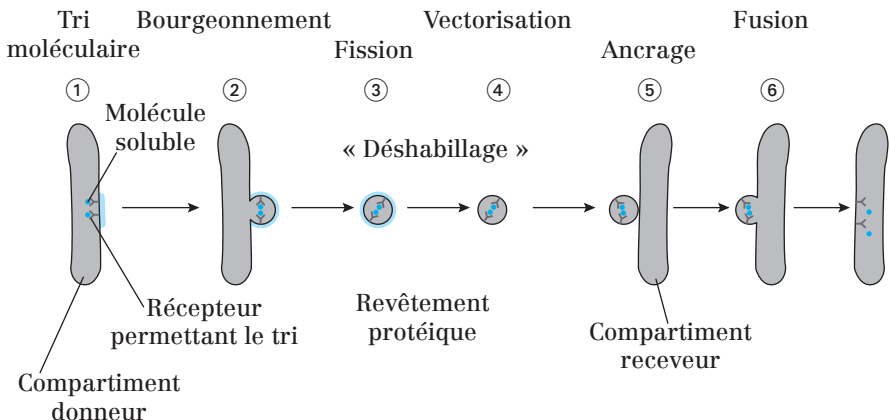 Tri
moléculaire
Bourgeonnement
Fission
Vectorisation
Ancrage
Fusion
1
2
3
4
5
6
Molécule
soluble
« Déshabillage »
Récepteur
permettant le tri
Revêtement
protéique
Compartiment
receveur
Compartiment
donneur